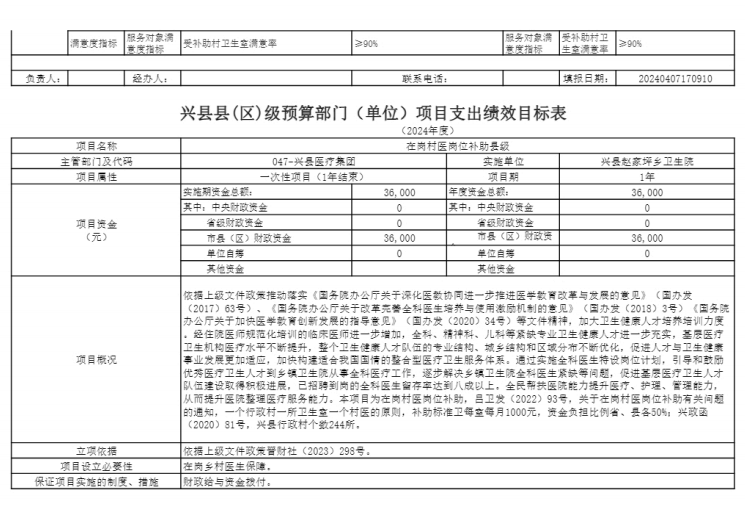 满意度指标 服务对象满意度指标 受补助村卫生室满意率 ≥90% 服务对象满意度指标 受补助村卫生室满意率 ≥90%
负责人： 经办人： 联系电话： 填报日期： 20240407170910
兴县县(区)级预算部门（单位）项目支出绩效目标表
（2024年度）
项目名称 在岗村医岗位补助县级
主管部门及代码 047-兴县医疗集团 实施单位 兴县赵家坪乡卫生院
项目属性 一次性项目（1年结束） 项目期 1年
项目资金（元） 实施期资金总额： 36,000 年度资金总额： 36,000
其中：中央财政资金 0 其中：中央财政资金 0
省级财政资金 0 省级财政资金 0
市县（区）财政资金 36,000 市县（区）财政资 36,000
单位自筹 0 单位自筹 0
其他资金 其他资金
项目概况
依据上级文件政策推动落实《国务院办公厅关于深化医教协同进一步推进医学教育改革与发展的意见》（国办发
（2017）63号）、《国务院办公厅关于改革完善全科医生培养与使用激励机制的意见》（国办发（2018）3号）《国务院
办公厅关于加快医学教育创新发展的指导意见》（国办发（2020）34号）等文件精神，加大卫生健康人才培养培训力度
。经住院医师规范化培训的临床医师进一步增加，全科、精神科、儿科等紧缺专业卫生健康人才进一步充实，基层医疗
卫生机构医疗水平不断提升，整个卫生健康人才队伍的专业结构、城乡结构和区域分布不断优化，促进人才与卫生健康
事业发展更加适应，加快构建适合我国国情的整合型医疗卫生服务体系。通过实施全科医生特设岗位计划，引导和鼓励
优秀医疗卫生人才到乡镇卫生院从事全科医疗工作，逐步解决乡镇卫生院全科医生紧缺等问题，促进基层医疗卫生人才
队伍建设取得积极进展，已招聘到岗的全科医生留存率达到八成以上。全民帮扶医院能力提升医疗、护理、管理能力，
从而提升医院整理医疗服务能力。本项目为在岗村医岗位补助，吕卫发（2022）93号，关于在岗村医岗位补助有关问题
的通知，一个行政村一所卫生室一个村医的原则，补助标准卫每室每月1000元，资金负担比例省、县各50%；兴政函
（2020）81号，兴县行政村个数244所。
立项依据 依据上级文件政策晋财社（2023）298号。
项目设立必要性 在岗乡村医生保障。
保证项目实施的制度、措施 财政给与资金拨付。